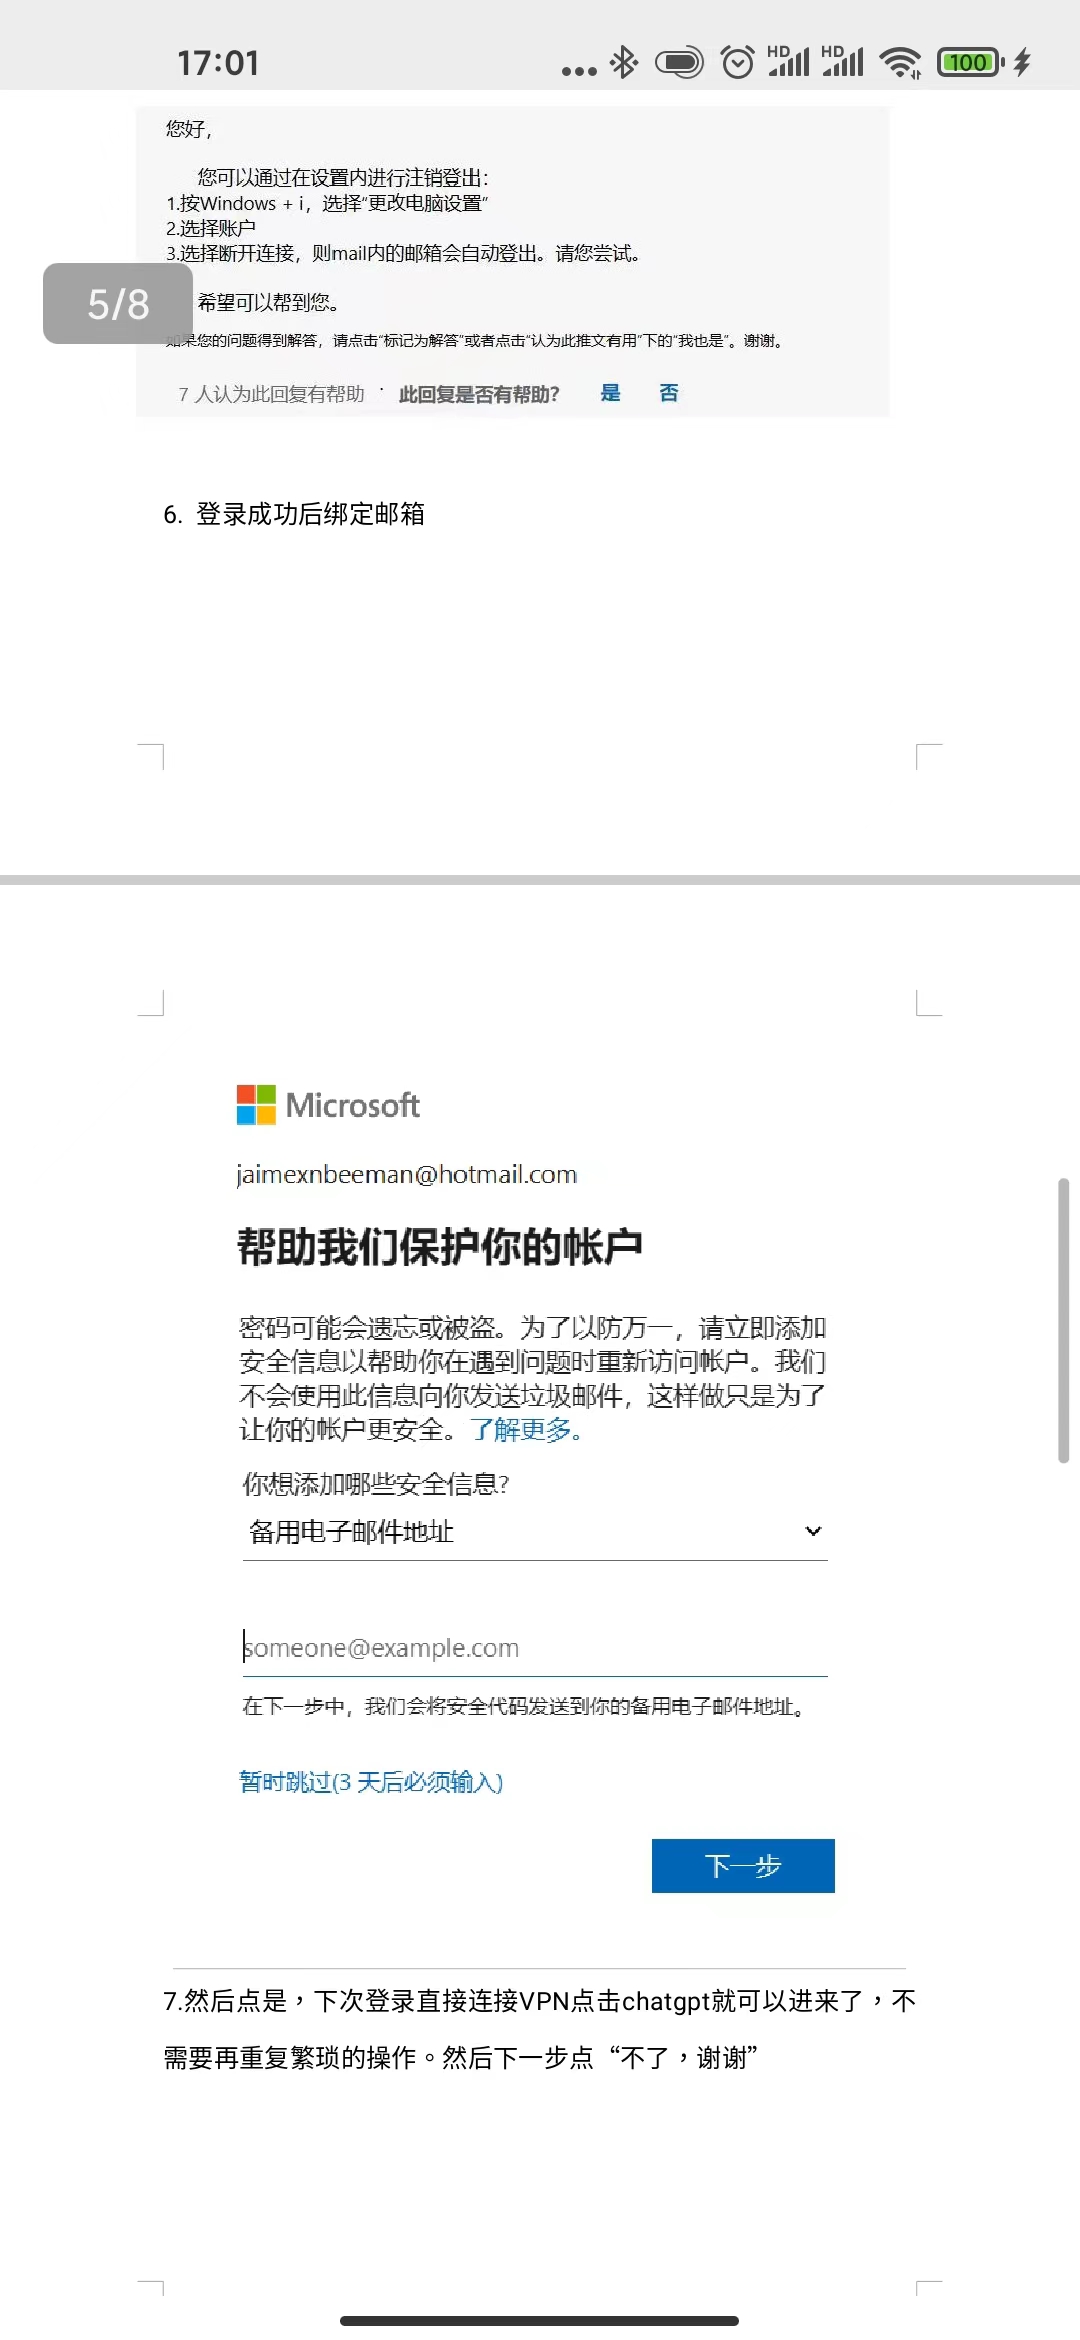 17:01
HD HD 100
您好，
您可以通过在设置内进行注销登出：
1.按Windows + i，选择“更改电脑设置”
2.选择账户
3.选择断开连接，则mail内的邮箱会自动登出。请您尝试。
5/8
希望可以帮到您。
如果您的问题得到解答，请点击“标记为解答”或者点击“认为此推文有用”下的“我也是”。谢谢。
7 人认为此回复有帮助 · 此回复是否有帮助? 是 否
6. 登录成功后绑定邮箱
Microsoft
jaimexnbeeman@hotmail.com
帮助我们保护你的帐户
密码可能会遗忘或被盗。为了以防万一，请立即添加
安全信息以帮助你在遇到问题时重新访问帐户。我们
不会使用此信息向你发送垃圾邮件，这样做只是为了
让你的帐户更安全。了解更多。
你想添加哪些安全信息?
备用电子邮件地址
someone@example.com
在下一步中，我们会将安全代码发送到你的备用电子邮件地址。
暂时跳过(3 天后必须输入)
下一步
7.然后点是，下次登录直接连接VPN点击chatgpt就可以进来了，不
需要再重复繁琐的操作。然后下一步点“不了，谢谢”